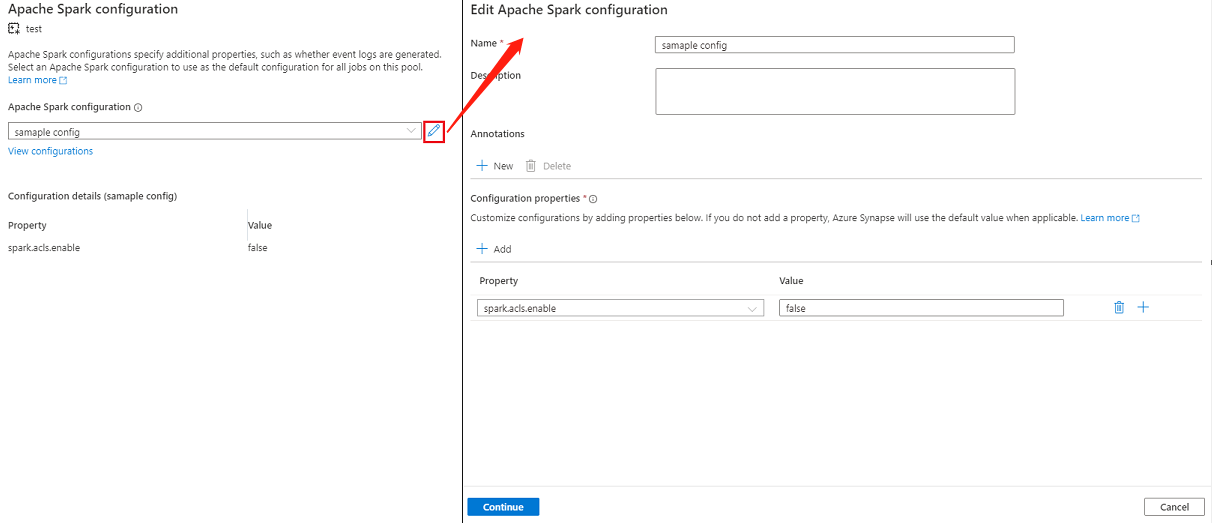 Apache Spark configuration
test
Apache Spark configurations specify additional properties, such as whether event logs are generated.
Select an Apache Spark configuration to use as the default configuration for all jobs on this pool.
Learn more
Apache Spark configuration
samaple config
View configurations
Configuration details (samaple config)
Property Value
spark.acls.enable false
Edit Apache Spark configuration
Name * samaple config
Description
Annotations
New Delete
Configuration properties *
Customize configurations by adding properties below. If you do not add a property, Azure Synapse will use the default value when applicable. Learn more
Add
Property Value
spark.acls.enable false
Continue Cancel